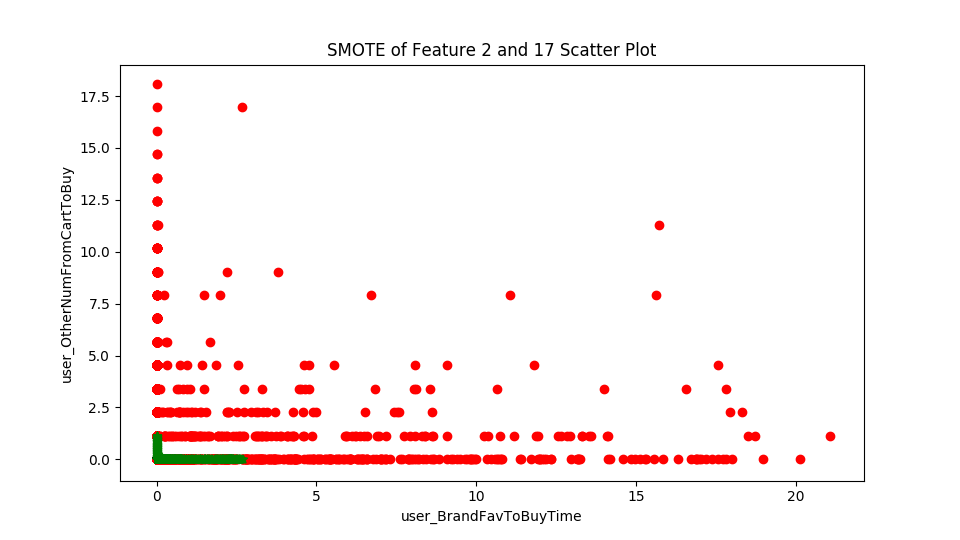 SMOTE of Feature 2 and 17 Scatter Plot
user_OtherNumFromCartToBuy
17.5
15.0
12.5
10.0
7.5
5.0
2.5
0.0
0 5 10 15 20
user_BrandFavToBuyTime